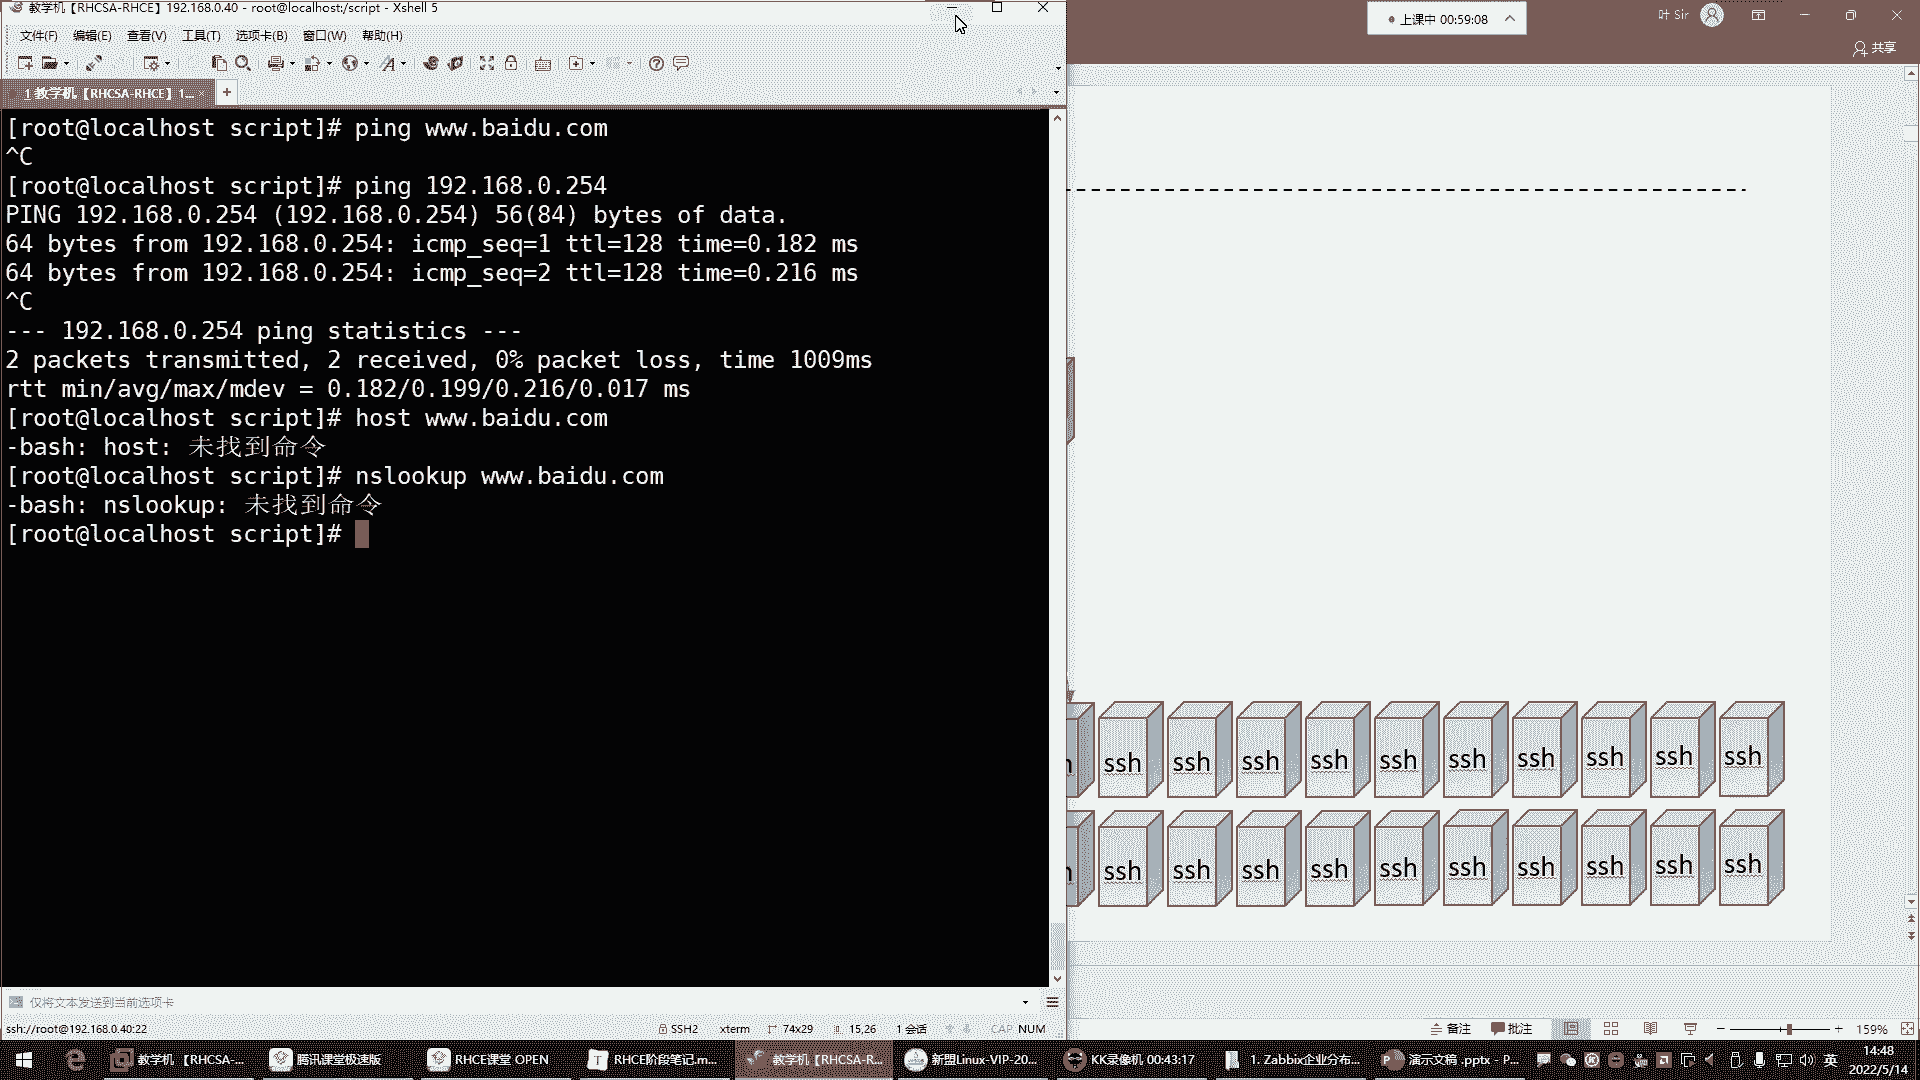 教学机【RHCSA-RHCE】192.168.0.40 - root@localhost:/script - Xshell 5
文件(F) 编辑(E) 查看(V) 工具(T) 选项卡(B) 窗口(W) 帮助(H)
1 教学机【RHCSA-RHCE】1...
[root@localhost script]# ping www.baidu.com
^C
[root@localhost script]# ping 192.168.0.254
PING 192.168.0.254 (192.168.0.254) 56(84) bytes of data.
64 bytes from 192.168.0.254: icmp_seq=1 ttl=128 time=0.182 ms
64 bytes from 192.168.0.254: icmp_seq=2 ttl=128 time=0.216 ms
^C
--- 192.168.0.254 ping statistics ---
2 packets transmitted, 2 received, 0% packet loss, time 1009ms
rtt min/avg/max/mdev = 0.182/0.199/0.216/0.017 ms
[root@localhost script]# host www.baidu.com
-bash: host: 未找到命令
[root@localhost script]# nslookup www.baidu.com
-bash: nslookup: 未找到命令
[root@localhost script]#
仅将文本发送到当前选项卡
ssh://root@192.168.0.40:22 SSH2 xterm 74x29 15,26 1 会话 CAP NUM
上课中 00:59:08
叶 Sir
共享
ssh ssh ssh ssh ssh ssh ssh ssh ssh ssh
ssh ssh ssh ssh ssh ssh ssh ssh ssh ssh
备注 批注 159%
教学机【RHCSA-... 腾讯课堂极速版 RHCE课堂 OPEN RHCE阶段笔记.m... 教学机【RHCSA-R... 新盟Linux-VIP-20... KK录像机 00:43:17 1. Zabbix企业分布... 演示文稿 .pptx - P... 英
14:48
2022/5/14